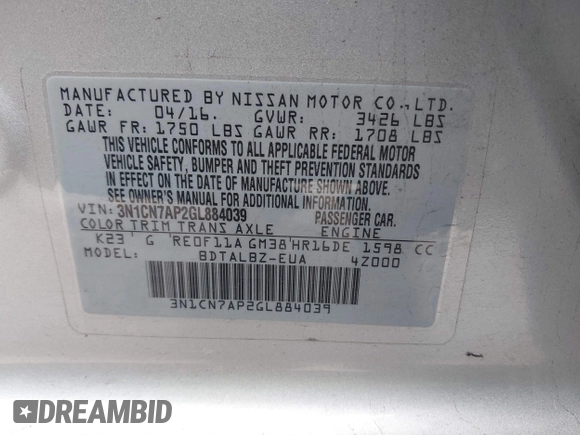 MANUFACTURED BY NISSAN MOTOR CO.,LTD.
DATE: 04/16. GVWR: 3426 LBS
GAWR FR: 1750 LBS GAWR RR: 1708 LBS
THIS VEHICLE CONFORMS TO ALL APPLICABLE FEDERAL MOTOR
VEHICLE SAFETY, BUMPER AND THEFT PREVENTION STANDARDS
IN EFFECT ON THE DATE OF MANUFACTURE SHOWN ABOVE.
SEE OWNER'S MANUAL FOR ADDITIONAL INFORMATION.
VIN: 3N1CN7AP2GL884039 PASSENGER CAR.
COLOR TRIM TRANS AXLE ENGINE
K23 G RE0F11A GM38 HR16DE 1598 CC
MODEL: BDTALBZ-EUA 4Z000
3N1CN7AP2GL884039
DREAMBID